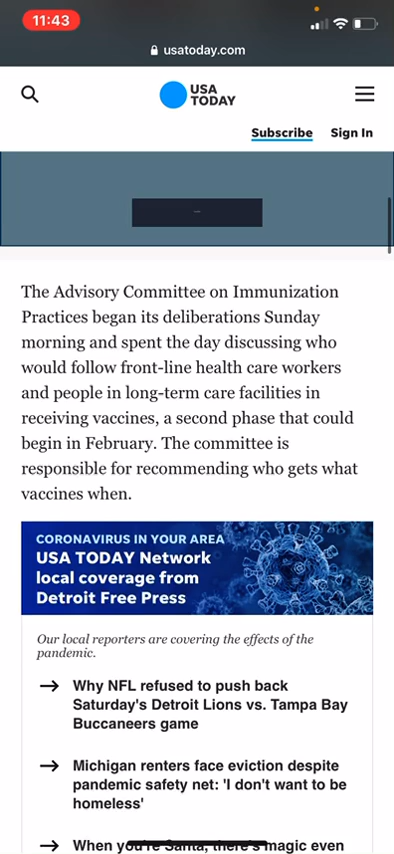 11:43
usatoday.com
USA
TODAY
Subscribe Sign In
The Advisory Committee on Immunization
Practices began its deliberations Sunday
morning and spent the day discussing who
would follow front-line health care workers
and people in long-term care facilities in
receiving vaccines, a second phase that could
begin in February. The committee is
responsible for recommending who gets what
vaccines when.
CORONAVIRUS IN YOUR AREA
USA TODAY Network
local coverage from
Detroit Free Press
Our local reporters are covering the effects of the
pandemic.
Why NFL refused to push back
Saturday's Detroit Lions vs. Tampa Bay
Buccaneers game
Michigan renters face eviction despite
pandemic safety net: 'I don't want to be
homeless'
When you're Santa, there's magic even